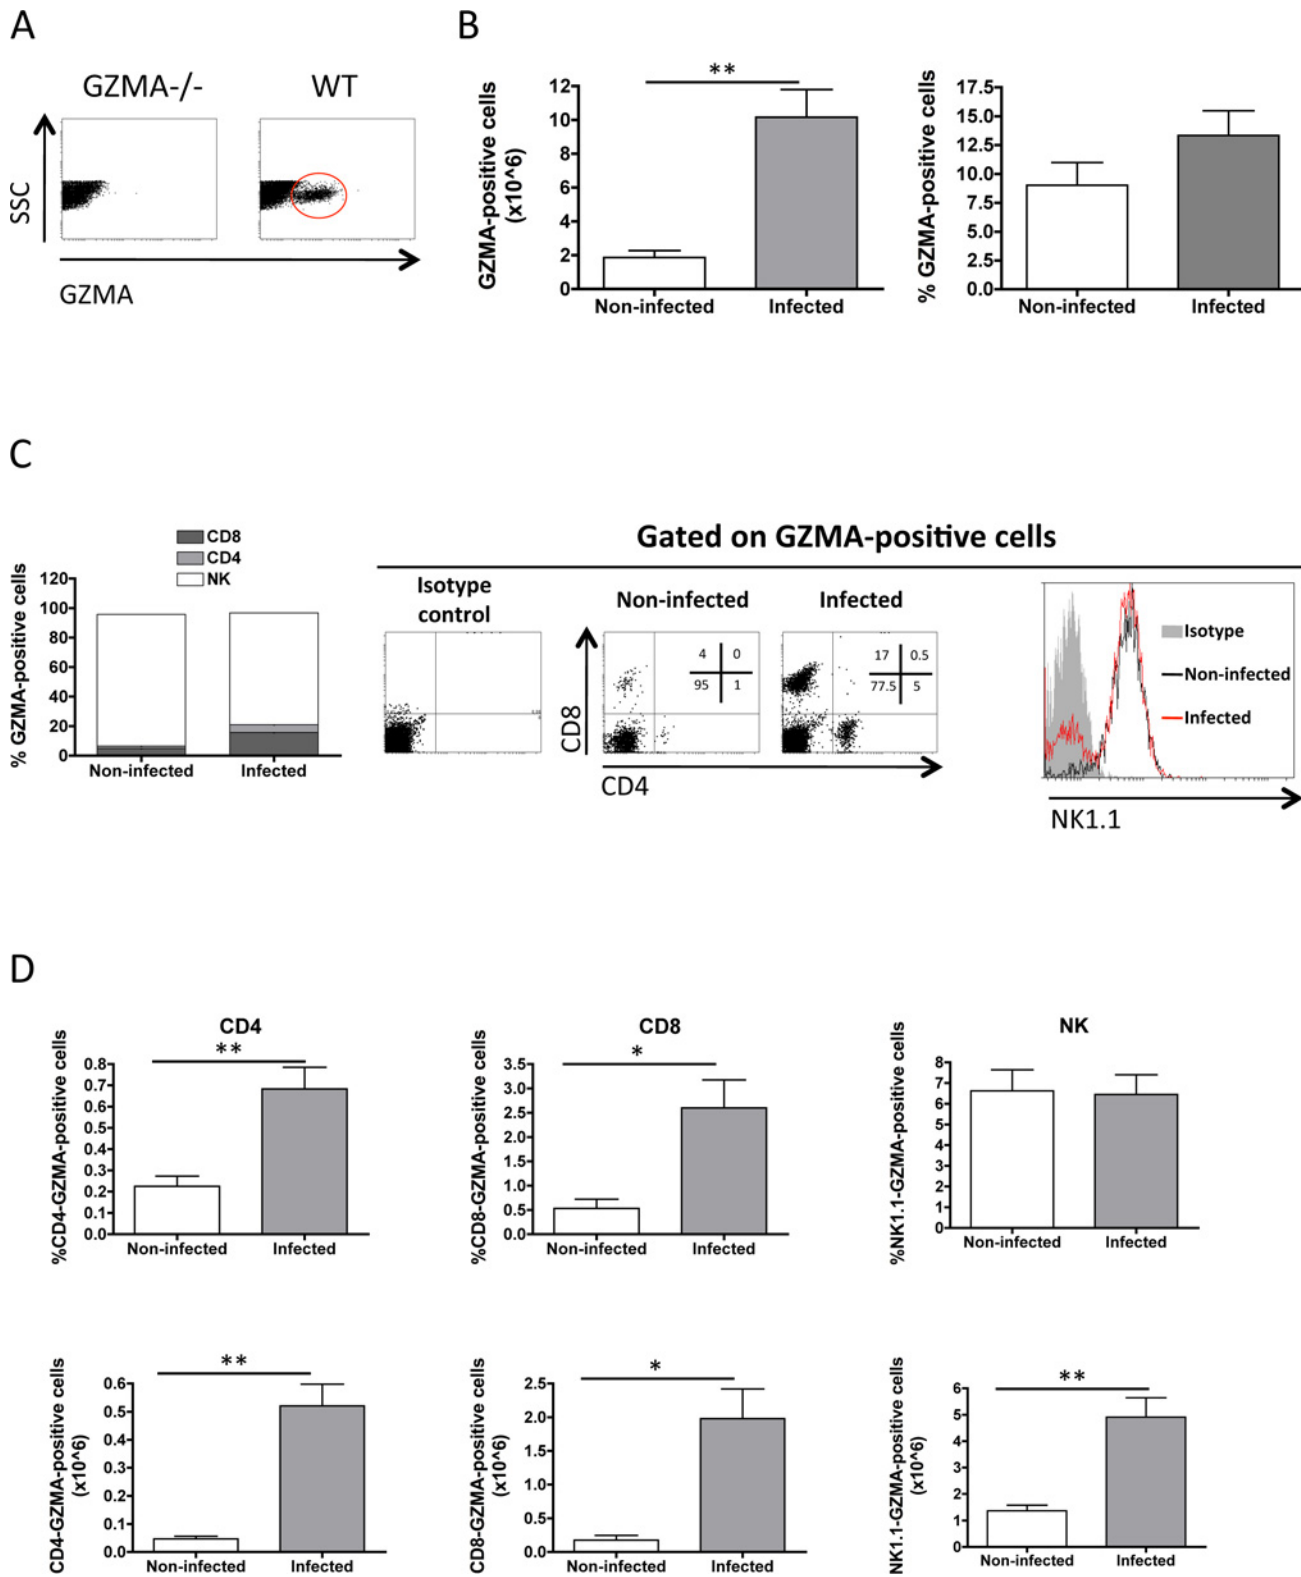 A
GZMA-/-
WT
SSC
GZMA
B
GZMA-positive cells
(x10^6)
12
10
8
6
4
2
0
**
Non-infected
Infected
% GZMA-positive cells
17.5
15.0
12.5
10.0
7.5
5.0
2.5
0.0
Non-infected
Infected
C
CD8
CD4
NK
% GZMA-positive cells
120
100
80
60
40
20
0
Non-infected
Infected
Gated on GZMA-positive cells
Isotype
control
Non-infected
Infected
4 0
95 1
17 0.5
77.5 5
CD8
CD4
Isotype
Non-infected
Infected
NK1.1
D
CD4
%CD4-GZMA-positive cells
0.8
0.7
0.6
0.5
0.4
0.3
0.2
0.1
0.0
**
Non-infected
Infected
CD8
%CD8-GZMA-positive cells
3.5
3.0
2.5
2.0
1.5
1.0
0.5
0.0
*
Non-infected
Infected
NK
%NK1.1-GZMA-positive cells
8
7
6
5
4
3
2
1
0
Non-infected
Infected
CD4-GZMA-positive cells
(x10^6)
0.6
0.5
0.4
0.3
0.2
0.1
0.0
**
Non-infected
Infected
CD8-GZMA-positive cells
(x10^6)
2.5
2.0
1.5
1.0
0.5
0.0
*
Non-infected
Infected
NK1.1-GZMA-positive cells
(x10^6)
6
5
4
3
2
1
0
**
Non-infected
Infected